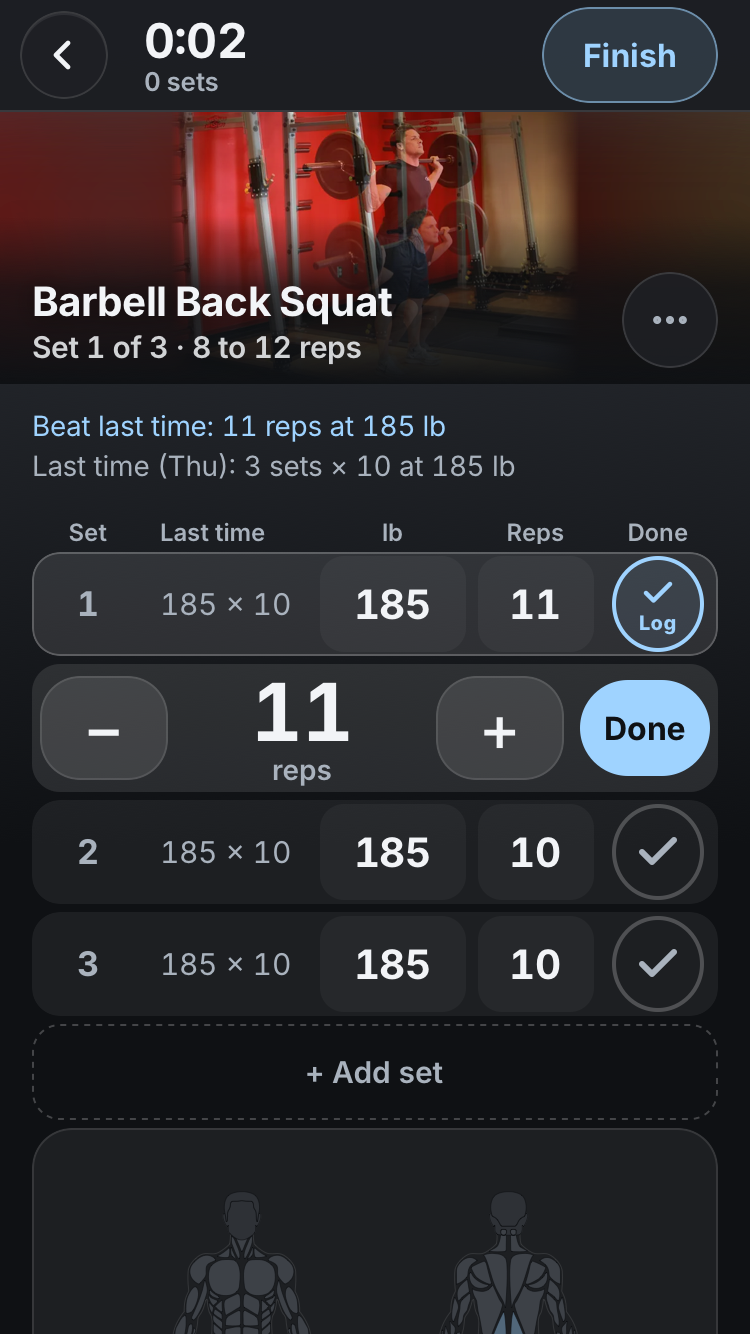 0:02
0 sets
Finish
Barbell Back Squat
Set 1 of 3 · 8 to 12 reps
Beat last time: 11 reps at 185 lb
Last time (Thu): 3 sets × 10 at 185 lb
Set Last time lb Reps Done
1 185 × 10 185 11 Log
− 11 + Done
reps
2 185 × 10 185 10
3 185 × 10 185 10
+ Add set